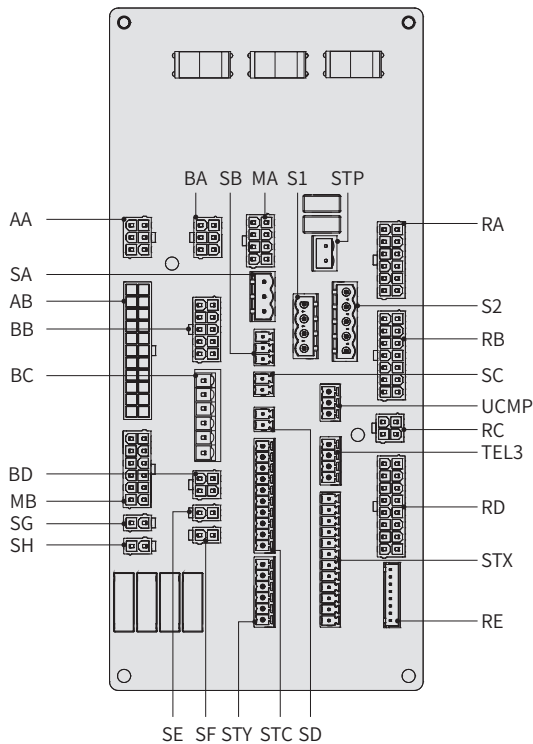 BA SB MA S1 STP
AA
RA
SA
AB
S2
BB
RB
BC
SC
UCMP
RC
TEL3
BD
MB
RD
SG
SH
STX
RE
SE SF STY STC SD